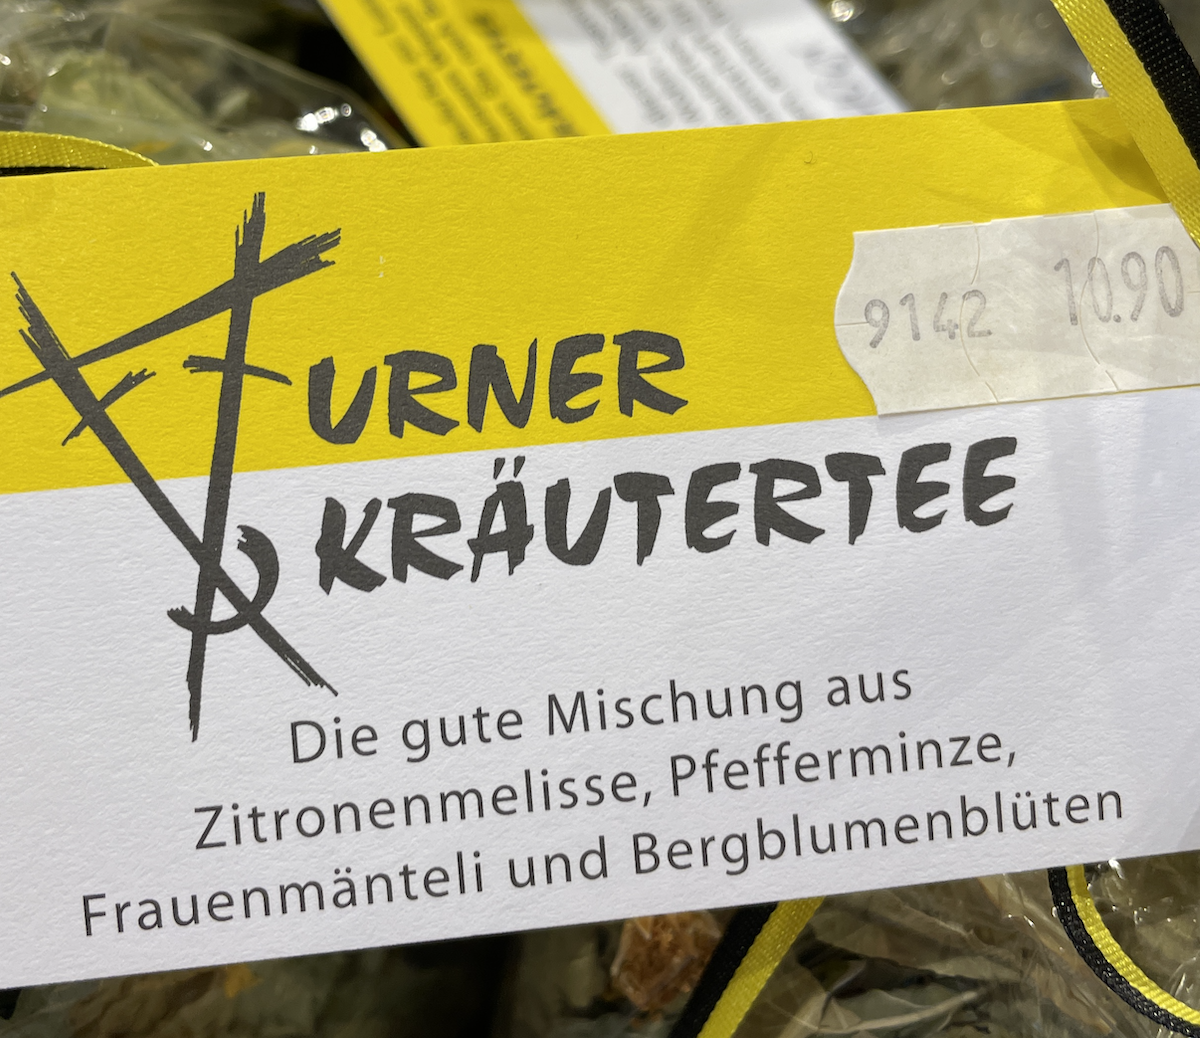 9142 10.90
URNER
KRÄUTERTEE
Die gute Mischung aus
Zitronenmelisse, Pfefferminze,
Frauenmänteli und Bergblumenblüten